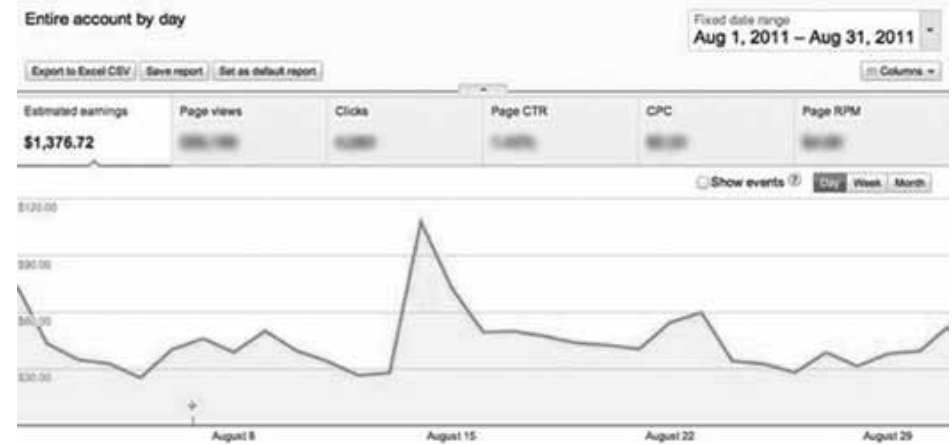 Entire account by day
Fixed date range
Aug 1, 2011 – Aug 31, 2011
Export to Excel CSV Save report Set as default report
Columns
Estimated earnings Page views Clicks Page CTR CPC Page RPM
$1,376.72
Show events ? Day Week Month
$120.00
$90.00
$60.00
$30.00
August 8 August 15 August 22 August 29